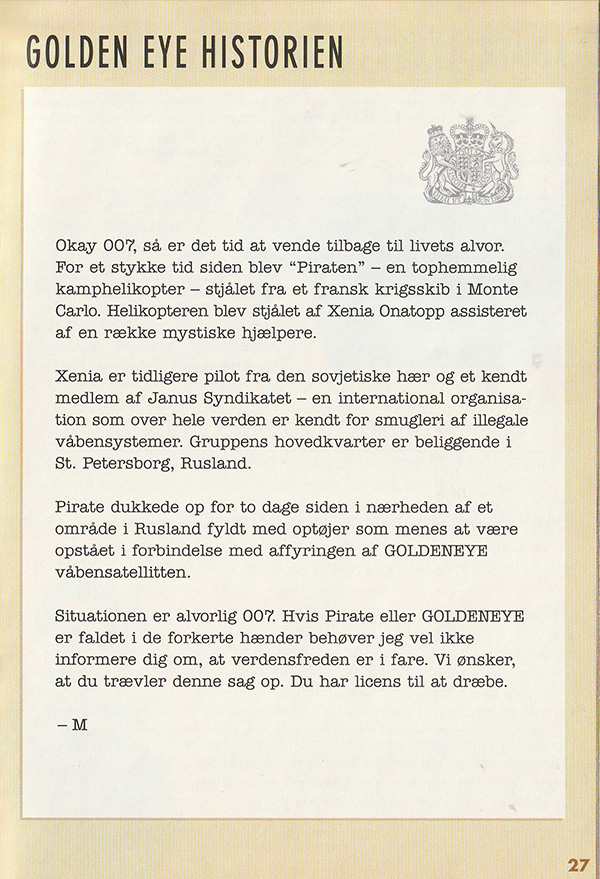 GOLDEN EYE HISTORIEN
Okay 007, så er det tid at vende tilbage til livets alvor.
For et stykke tid siden blev “Piraten” – en tophemmelig
kamphelikopter – stjålet fra et fransk krigsskib i Monte
Carlo. Helikopteren blev stjålet af Xenia Onatopp assisteret
af en række mystiske hjælpere.
Xenia er tidligere pilot fra den sovjetiske hær og et kendt
medlem af Janus Syndikatet – en international organisa-
tion som over hele verden er kendt for smugleri af illegale
våbensystemer. Gruppens hovedkvarter er beliggende i
St. Petersborg, Rusland.
Pirate dukkede op for to dage siden i nærheden af et
område i Rusland fyldt med optøjer som menes at være
opstået i forbindelse med affyringen af GOLDENEYE
våbensatellitten.
Situationen er alvorlig 007. Hvis Pirate eller GOLDENEYE
er faldet i de forkerte hænder behøver jeg vel ikke
informere dig om, at verdensfreden er i fare. Vi ønsker,
at du trævler denne sag op. Du har licens til at dræbe.
– M
27